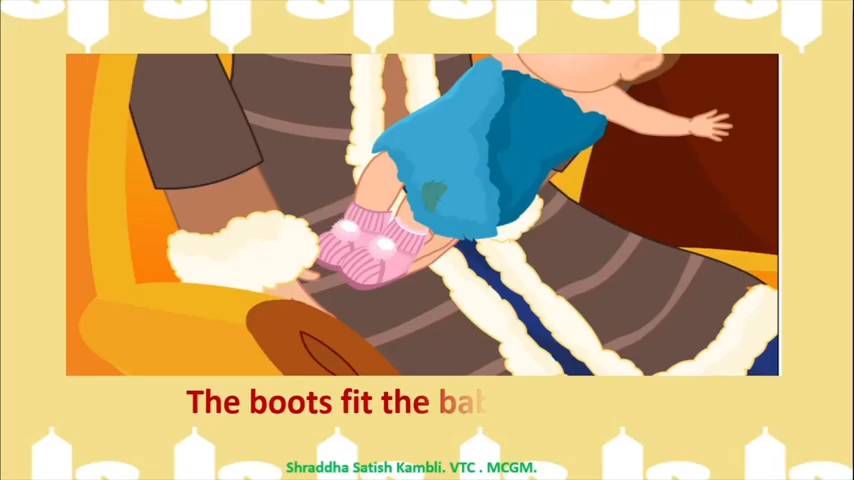 The boots fit the
Shraddha Satish Kambli. VTC . MCGM.